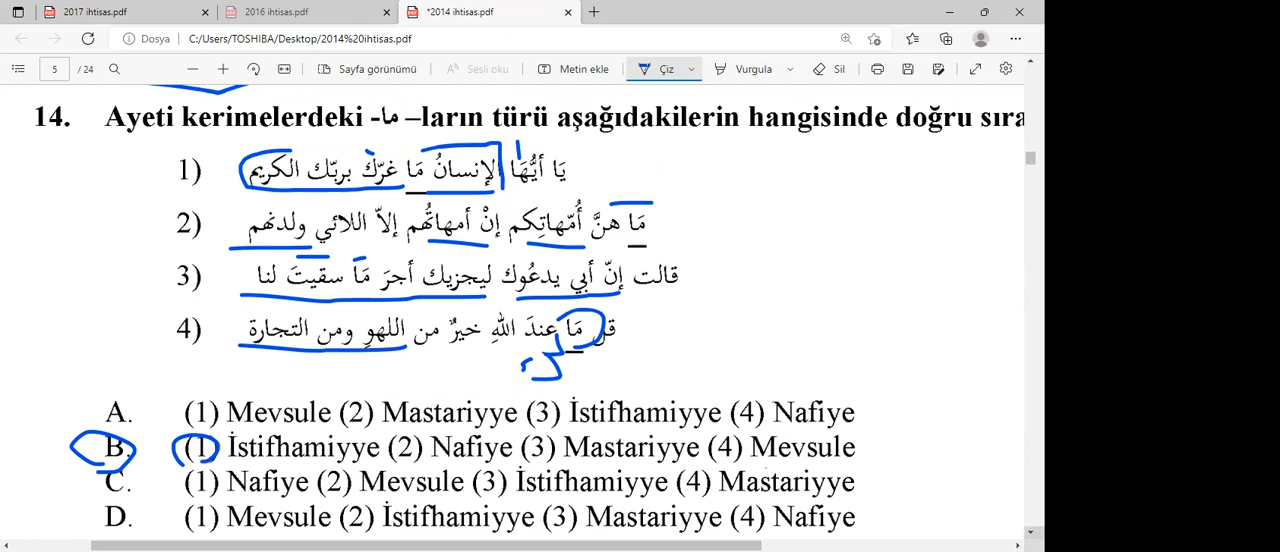 2017 ihtisas.pdf
2016 ihtisas.pdf
*2014 ihtisas.pdf
Dosya C:/Users/TOSHIBA/Desktop/2014%20ihtisas.pdf
5 / 24 Sayfa görünümü Sesli oku Metin ekle Çiz Vurgula Sil
14. Ayeti kerimelerdeki -ما –ların türü aşağıdakilerin hangisinde doğru sıra
1) يَا أيُّهَا الإنسانُ مَا غرّك بربّك الكريم
2) مَا هنَّ أُمّهاتِكم إنْ أمهاتُهم إلاّ اللائي ولدنهم
3) قالت إنّ أبي يدعُوك ليجزيك أجرَ مَا سقيتَ لنا
4) قل مَا عندَ اللهِ خيرٌ من اللهوِ ومن التجارة
A. (1) Mevsule (2) Mastariyye (3) İstifhamiyye (4) Nafiye
B. (1) İstifhamiyye (2) Nafiye (3) Mastariyye (4) Mevsule
C. (1) Nafiye (2) Mevsule (3) İstifhamiyye (4) Mastariyye
D. (1) Mevsule (2) İstifhamiyye (3) Mastariyye (4) Nafiye